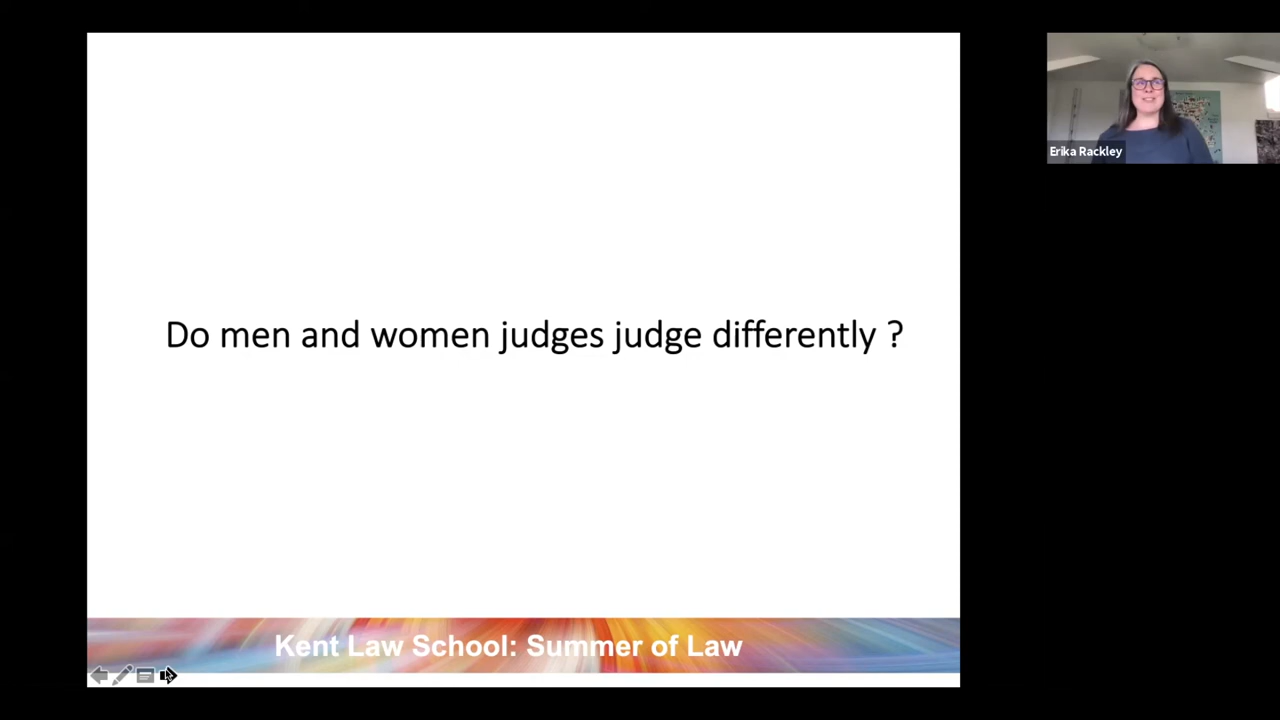 Do men and women judges judge differently ?
Erika Rackley
Kent Law School: Summer of Law